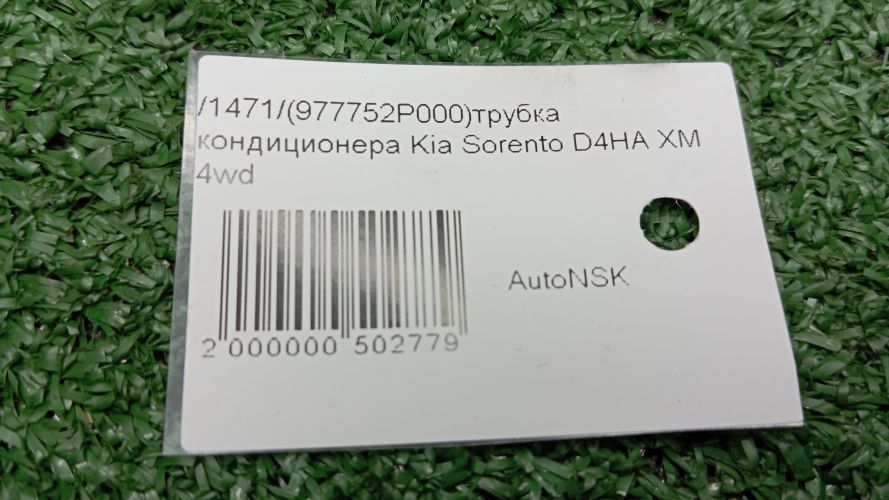 /1471/(977752P000)трубка
кондиционера Kia Sorento D4HA XM
4wd
AutoNSK
2 000000 502779